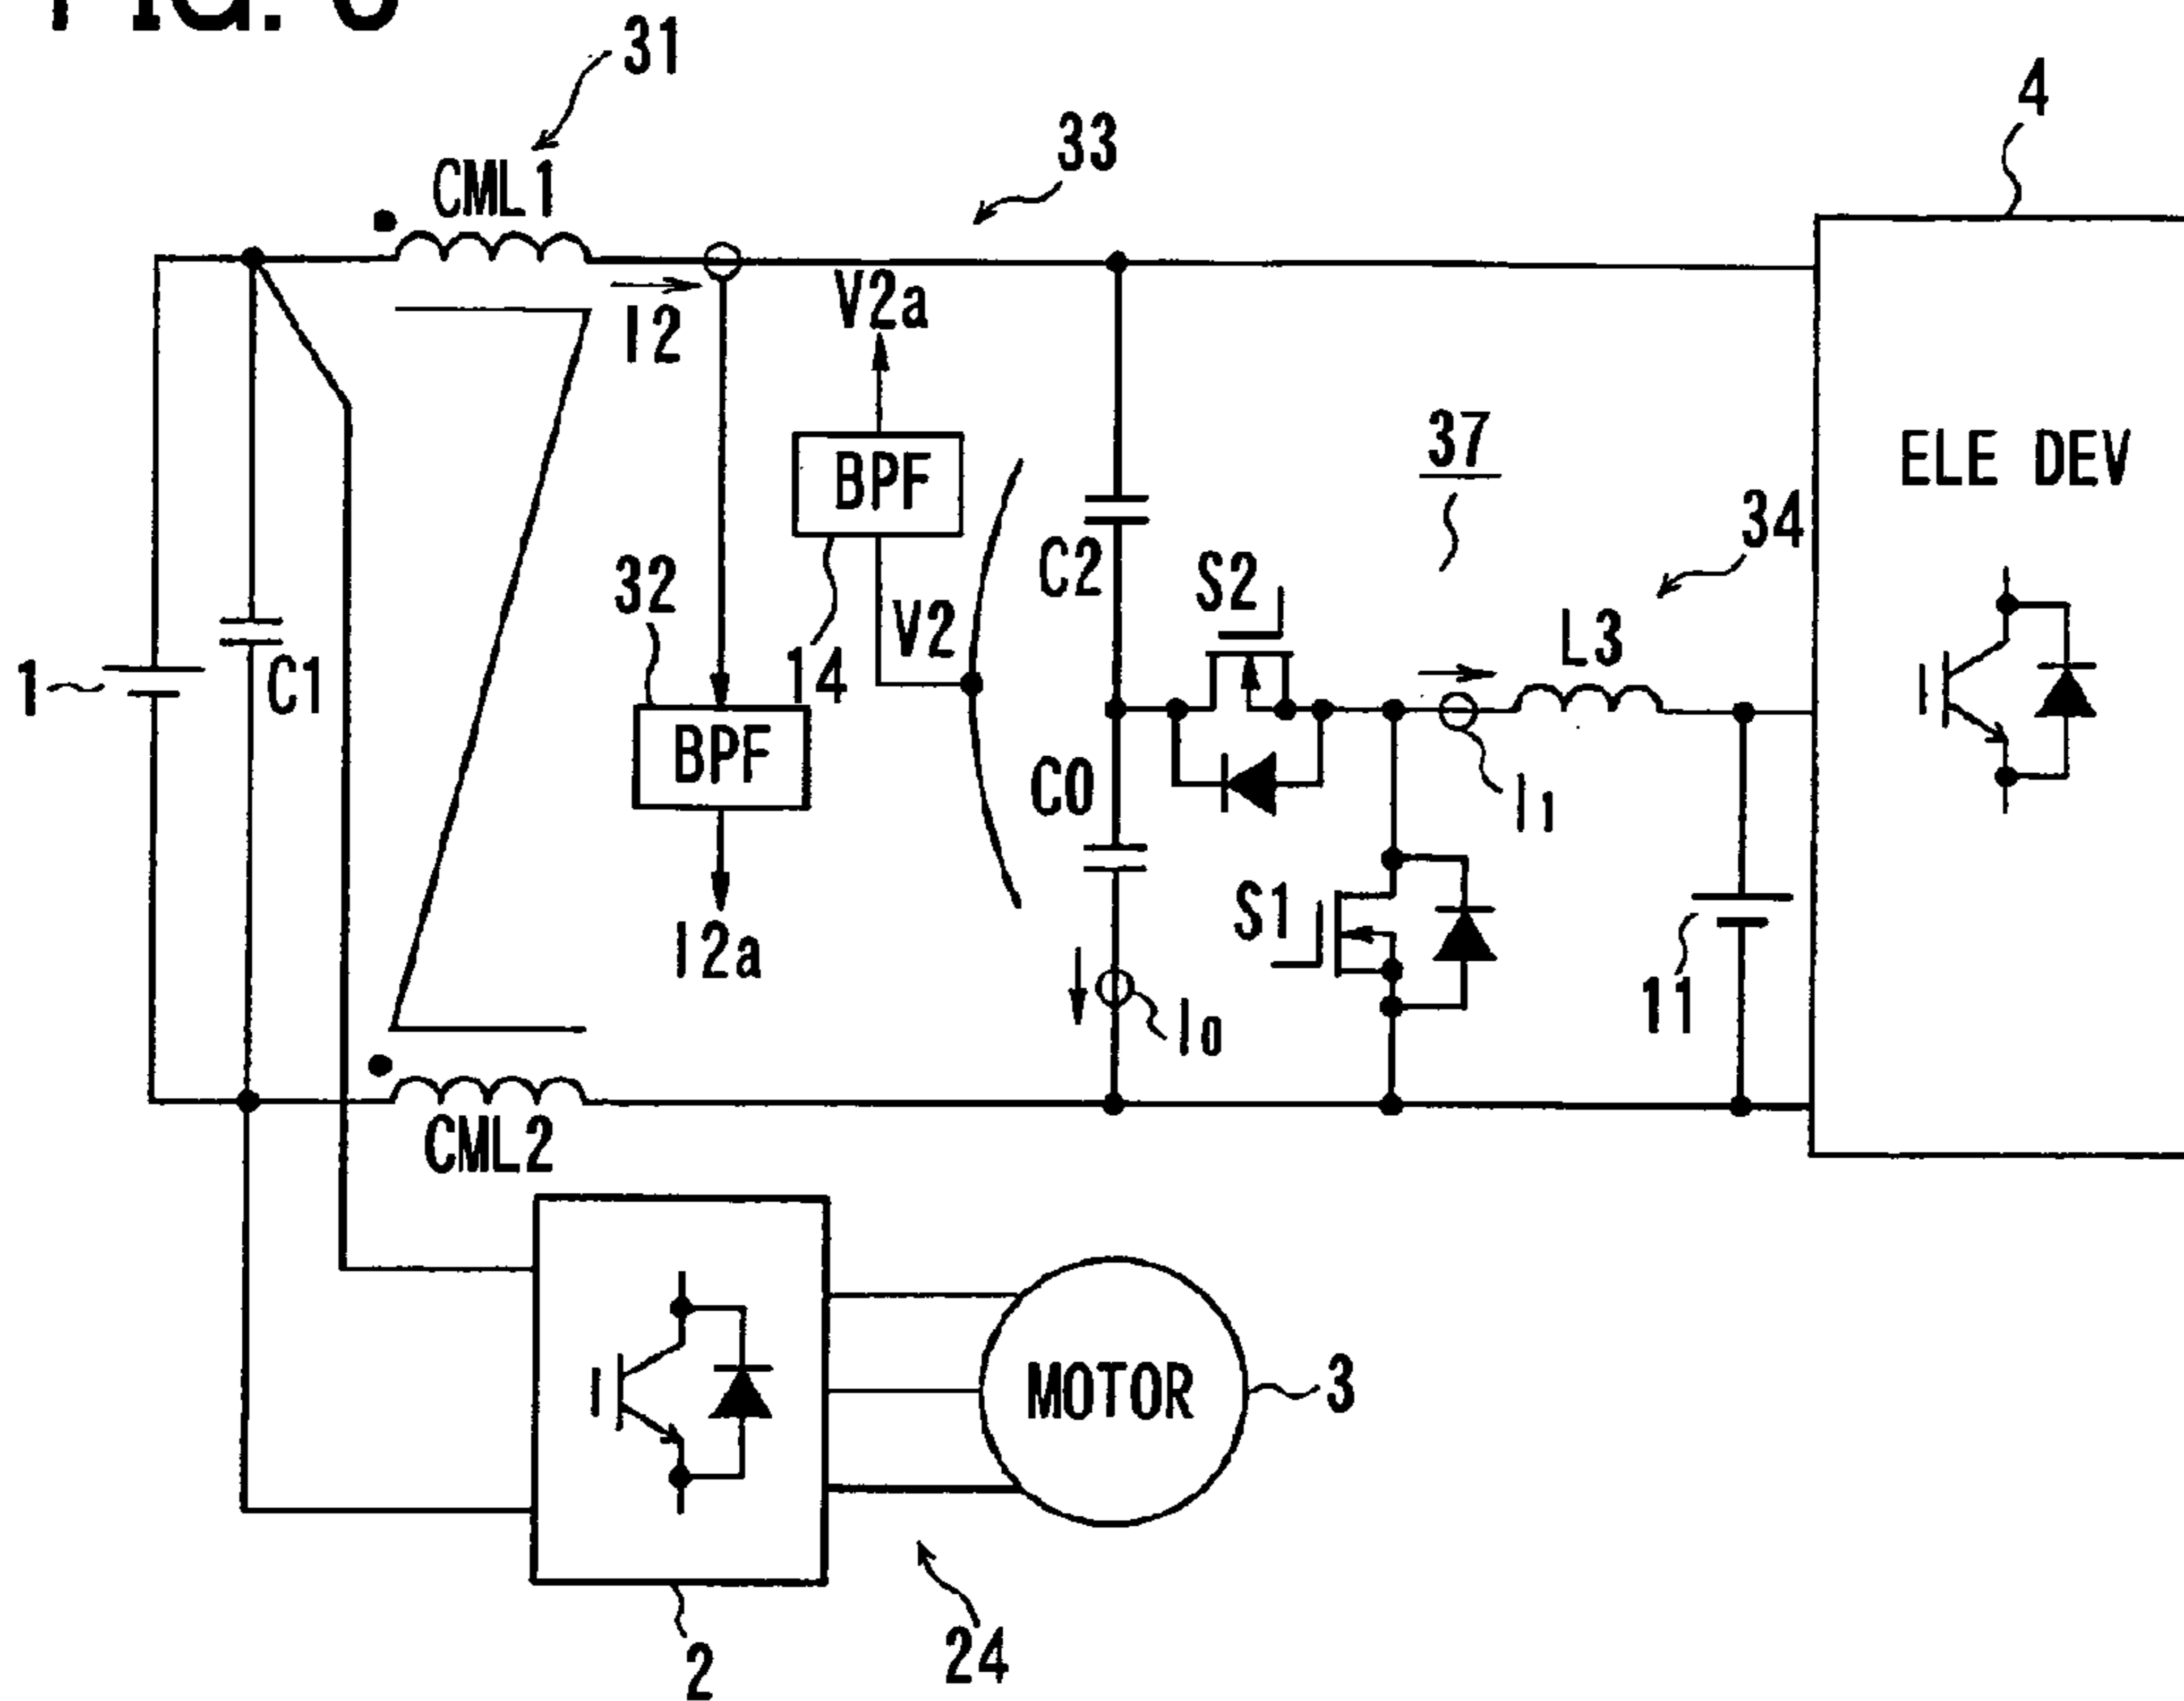 FIG.
31
4
33
CML1
I2
V2a
BPF
37
ELE DEV
34
32
C2
S2
14
V2
L3
1
C1
BPF
C0
I1
S1
I2a
11
I0
CML2
MOTOR
3
2
24